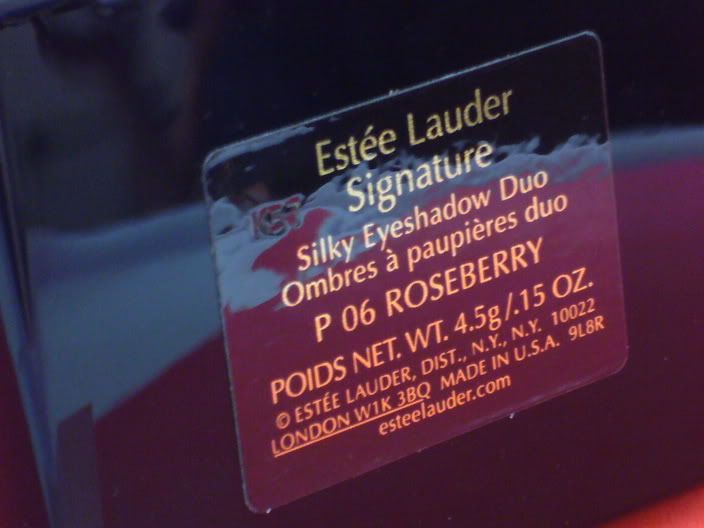 Estée Lauder
Signature
Silky Eyeshadow Duo
Ombres à paupières duo
P 06 ROSEBERRY
POIDS NET. WT. 4.5g/.15 OZ.
© ESTÉE LAUDER, DIST., N.Y., N.Y. 10022
LONDON W1K 3BQ MADE IN U.S.A. 9L8R
esteelauder.com